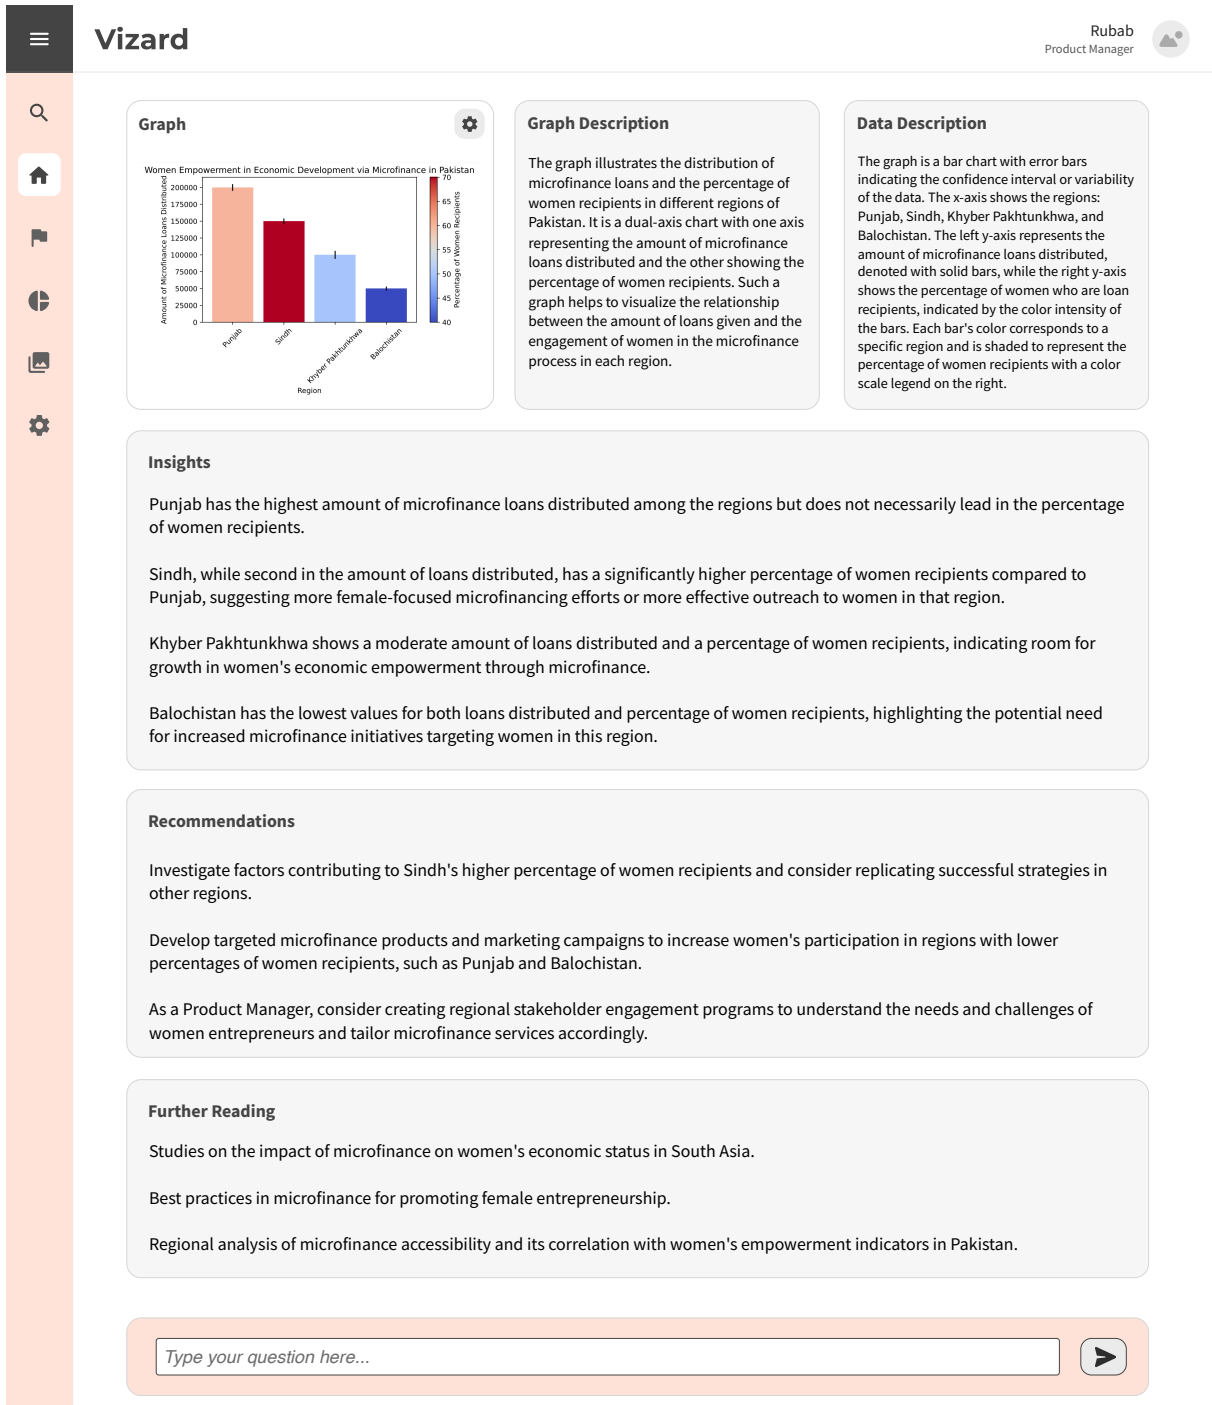 Vizard
Rubab
Product Manager
Graph
Women Empowerment in Economic Development via Microfinance in Pakistan
Amount of Microfinance Loans Distributed
200000
175000
150000
125000
100000
75000
50000
25000
0
Punjab
Sindh
Khyber Pakhtunkhwa
Balochistan
Region
70
65
60
55
50
45
40
Percentage of Women Recipients
Graph Description
The graph illustrates the distribution of
microfinance loans and the percentage of
women recipients in different regions of
Pakistan. It is a dual-axis chart with one axis
representing the amount of microfinance
loans distributed and the other showing the
percentage of women recipients. Such a
graph helps to visualize the relationship
between the amount of loans given and the
engagement of women in the microfinance
process in each region.
Data Description
The graph is a bar chart with error bars
indicating the confidence interval or variability
of the data. The x-axis shows the regions:
Punjab, Sindh, Khyber Pakhtunkhwa, and
Balochistan. The left y-axis represents the
amount of microfinance loans distributed,
denoted with solid bars, while the right y-axis
shows the percentage of women who are loan
recipients, indicated by the color intensity of
the bars. Each bar's color corresponds to a
specific region and is shaded to represent the
percentage of women recipients with a color
scale legend on the right.
Insights
Punjab has the highest amount of microfinance loans distributed among the regions but does not necessarily lead in the percentage
of women recipients.
Sindh, while second in the amount of loans distributed, has a significantly higher percentage of women recipients compared to
Punjab, suggesting more female-focused microfinancing efforts or more effective outreach to women in that region.
Khyber Pakhtunkhwa shows a moderate amount of loans distributed and a percentage of women recipients, indicating room for
growth in women's economic empowerment through microfinance.
Balochistan has the lowest values for both loans distributed and percentage of women recipients, highlighting the potential need
for increased microfinance initiatives targeting women in this region.
Recommendations
Investigate factors contributing to Sindh's higher percentage of women recipients and consider replicating successful strategies in
other regions.
Develop targeted microfinance products and marketing campaigns to increase women's participation in regions with lower
percentages of women recipients, such as Punjab and Balochistan.
As a Product Manager, consider creating regional stakeholder engagement programs to understand the needs and challenges of
women entrepreneurs and tailor microfinance services accordingly.
Further Reading
Studies on the impact of microfinance on women's economic status in South Asia.
Best practices in microfinance for promoting female entrepreneurship.
Regional analysis of microfinance accessibility and its correlation with women's empowerment indicators in Pakistan.
Type your question here...